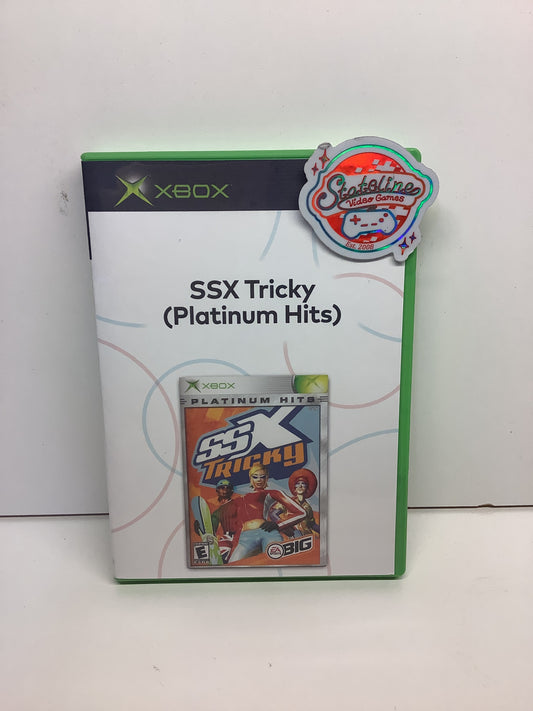 XBOX
Stateline
Video Games
Est. 2008
SSX Tricky
(Platinum Hits)
XBOX
PLATINUM HITS
SSX
TRICKY
E
EA
BIG